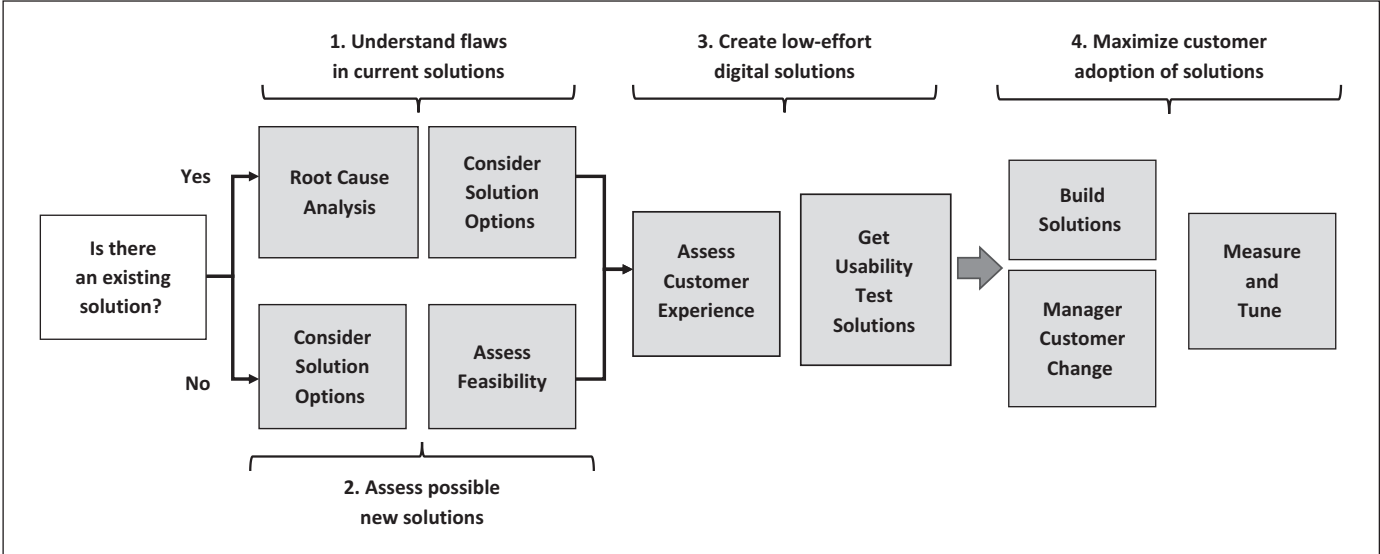 1. Understand flaws
in current solutions
3. Create low-effort
digital solutions
4. Maximize customer
adoption of solutions
Is there
an existing
solution?
Yes
No
Root Cause
Analysis
Consider
Solution
Options
Consider
Solution
Options
Assess
Feasibility
2. Assess possible
new solutions
Assess
Customer
Experience
Get
Usability
Test
Solutions
Build
Solutions
Manager
Customer
Change
Measure
and
Tune